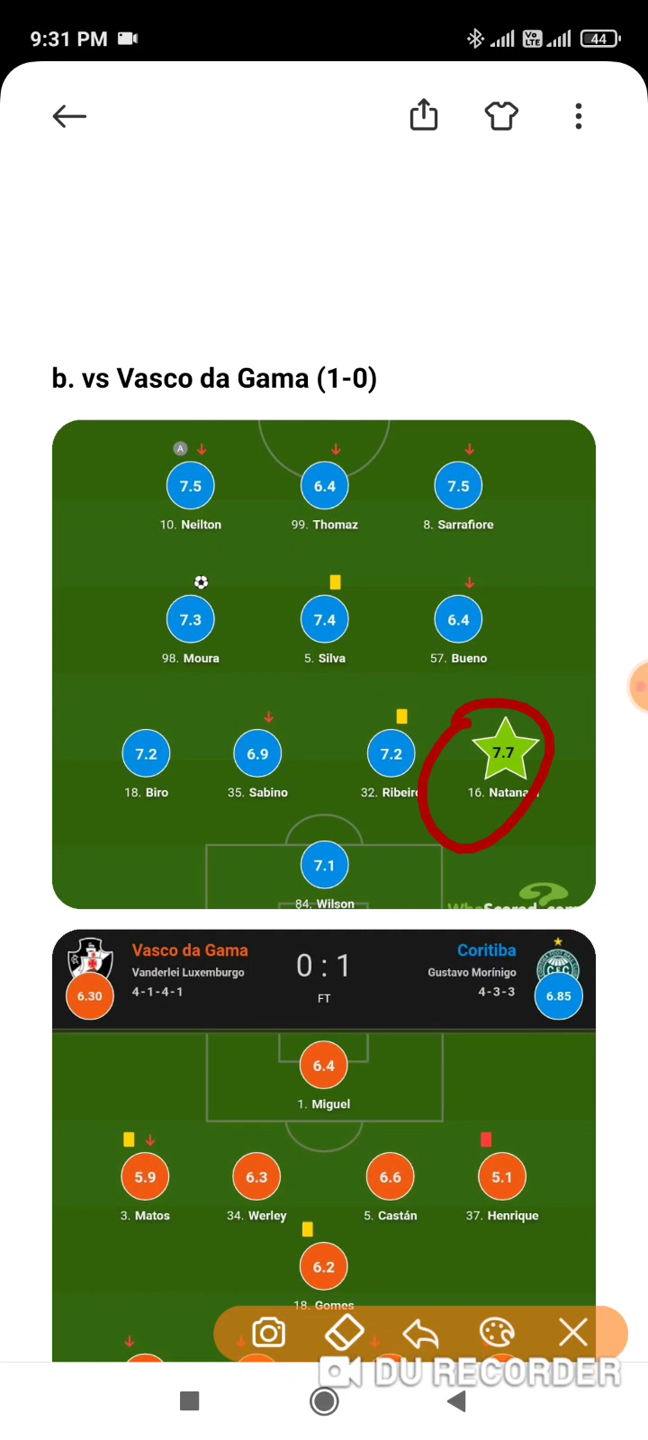 9:31 PM
Vo
LTE
44
b. vs Vasco da Gama (1-0)
A
7.5 6.4 7.5
10. Neilton 99. Thomaz 8. Sarrafiore
7.3 7.4 6.4
98. Moura 5. Silva 57. Bueno
7.2 6.9 7.2 7.7
18. Biro 35. Sabino 32. Ribeiro 16.
7.1
84. Wilson
Vasco da Gama 0 : 1 Coritiba
Vanderlei Luxemburgo Gustavo Morínigo
6.30 4-1-4-1 FT 4-3-3 6.85
6.4
1. Miguel
5.9 6.3 6.6 5.1
3. Matos 34. Werley 5. Castán 37. Henrique
6.2
18. Gomes
DU RECORDER